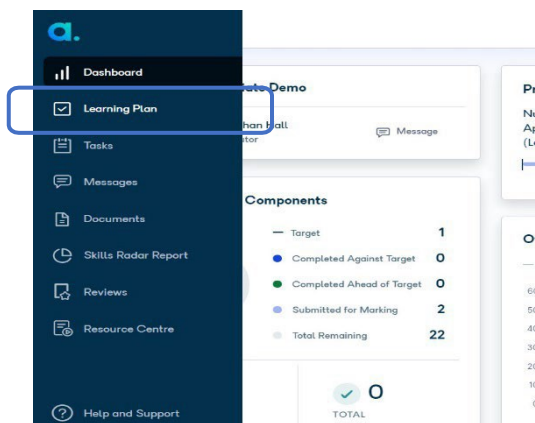 a.
Dashboard
Learning Plan
Tasks
Messages
Documents
Skills Radar Report
Reviews
Resource Centre
Help and Support
Demo
Hall
Message
Components
Target 1
Completed Against Target 0
Completed Ahead of Target 0
Submitted for Marking 2
Total Remaining 22
0
TOTAL